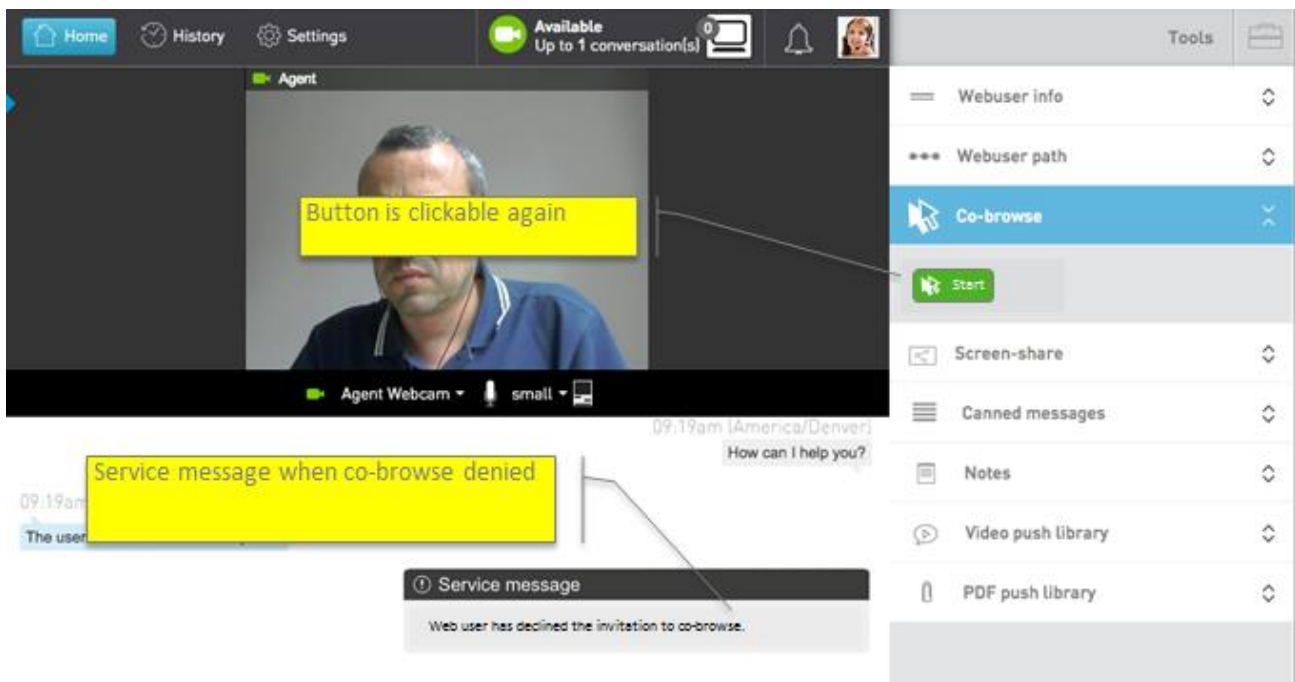 Home
History
Settings
Available
Up to 1 conversation(s)
0
Tools
Agent
Webuser info
Webuser path
Button is clickable again
Co-browse
Start
Screen-share
Agent Webcam
small
Canned messages
09:19am (America/Denver)
How can I help you?
Service message when co-browse denied
Notes
09:19am
The user
Video push library
Service message
PDF push library
Web user has declined the invitation to co-browse.